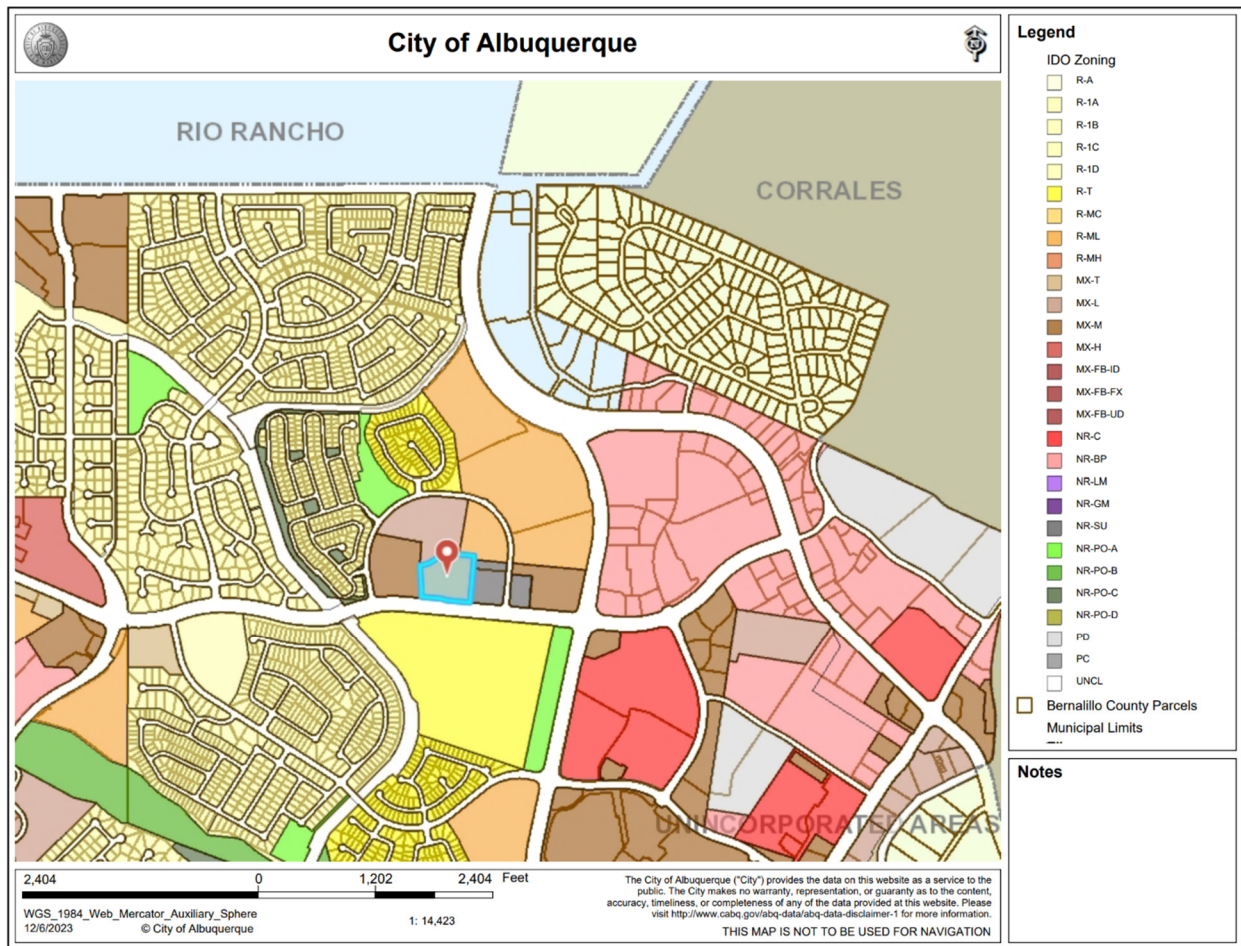 City of Albuquerque
RIO RANCHO
CORRALES
UNINCORPORATED AREAS
2,404
0
1,202
2,404 Feet
WGS_1984_Web_Mercator_Auxiliary_Sphere
12/6/2023
© City of Albuquerque
1: 14,423
The City of Albuquerque ("City") provides the data on this website as a service to the
public. The City makes no warranty, representation, or guaranty as to the content,
accuracy, timeliness, or completeness of any of the data provided at this website. Please
visit http://www.cabq.gov/abq-data/abq-data-disclaimer-1 for more information.
THIS MAP IS NOT TO BE USED FOR NAVIGATION
Legend
IDO Zoning
R-A
R-1A
R-1B
R-1C
R-1D
R-T
R-MC
R-ML
R-MH
MX-T
MX-L
MX-M
MX-H
MX-FB-ID
MX-FB-FX
MX-FB-UD
NR-C
NR-BP
NR-LM
NR-GM
NR-SU
NR-PO-A
NR-PO-B
NR-PO-C
NR-PO-D
PD
PC
UNCL
Bernalillo County Parcels
Municipal Limits
Notes